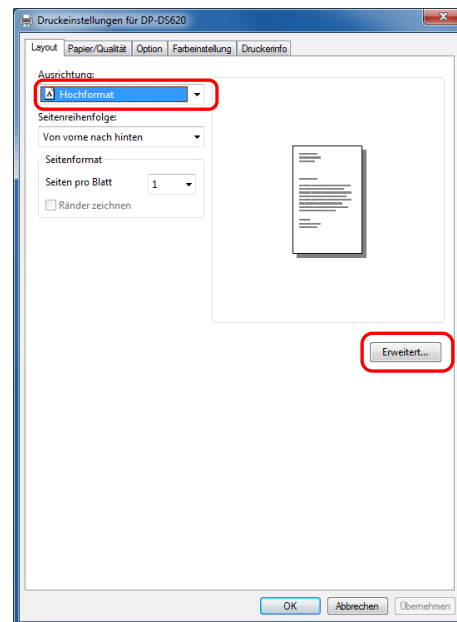 Druckeinstellungen für DP-DS620
Layout Papier/Qualität Option Farbeinstellung Druckerinfo
Ausrichtung:
Hochformat
Seitenreihenfolge:
Von vorne nach hinten
Seitenformat
Seiten pro Blatt 1
Ränder zeichnen
Erweitert...
OK Abbrechen Übernehmen